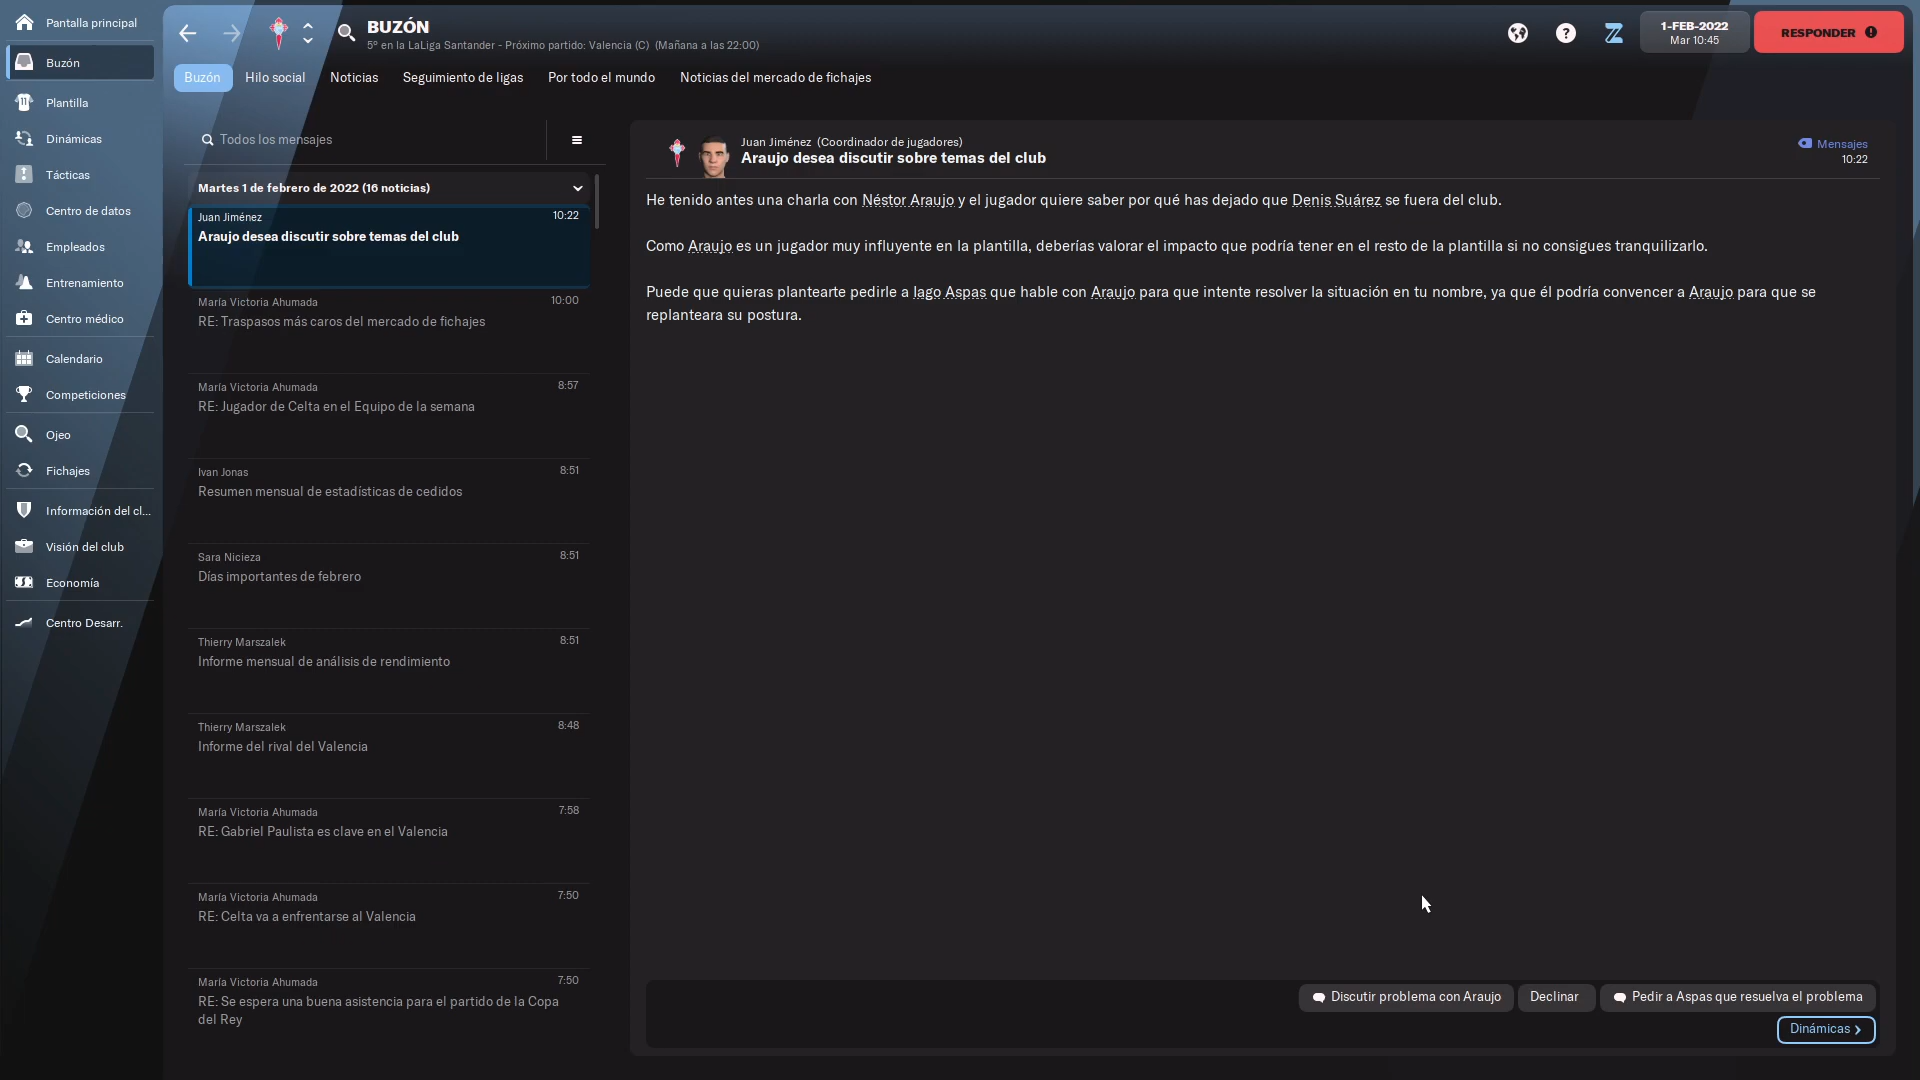 Pantalla principal
Buzón
Plantilla
Dinámicas
Tácticas
Centro de datos
Empleados
Entrenamiento
Centro médico
Calendario
Competiciones
Ojeo
Fichajes
Información del cl...
Visión del club
Economía
Centro Desarr.
BUZÓN
5º en la LaLiga Santander - Próximo partido: Valencia (C) (Mañana a las 22:00)
1-FEB-2022
Mar 10:45
RESPONDER
Buzón Hilo social Noticias Seguimiento de ligas Por todo el mundo Noticias del mercado de fichajes
Todos los mensajes
Martes 1 de febrero de 2022 (16 noticias)
Juan Jiménez 10:22
Araujo desea discutir sobre temas del club
María Victoria Ahumada 10:00
RE: Traspasos más caros del mercado de fichajes
María Victoria Ahumada 8:57
RE: Jugador de Celta en el Equipo de la semana
Ivan Jonas 8:51
Resumen mensual de estadísticas de cedidos
Sara Nicieza 8:51
Días importantes de febrero
Thierry Marszalek 8:51
Informe mensual de análisis de rendimiento
Thierry Marszalek 8:48
Informe del rival del Valencia
María Victoria Ahumada 7:58
RE: Gabriel Paulista es clave en el Valencia
María Victoria Ahumada 7:50
RE: Celta va a enfrentarse al Valencia
María Victoria Ahumada 7:50
RE: Se espera una buena asistencia para el partido de la Copa
del Rey
Juan Jiménez (Coordinador de jugadores)
Araujo desea discutir sobre temas del club
Mensajes
10:22
He tenido antes una charla con Néstor Araujo y el jugador quiere saber por qué has dejado que Denis Suárez se fuera del club.
Como Araujo es un jugador muy influyente en la plantilla, deberías valorar el impacto que podría tener en el resto de la plantilla si no consigues tranquilizarlo.
Puede que quieras plantearte pedirle a Iago Aspas que hable con Araujo para que intente resolver la situación en tu nombre, ya que él podría convencer a Araujo para que se
replanteara su postura.
Discutir problema con Araujo Declinar Pedir a Aspas que resuelva el problema
Dinámicas